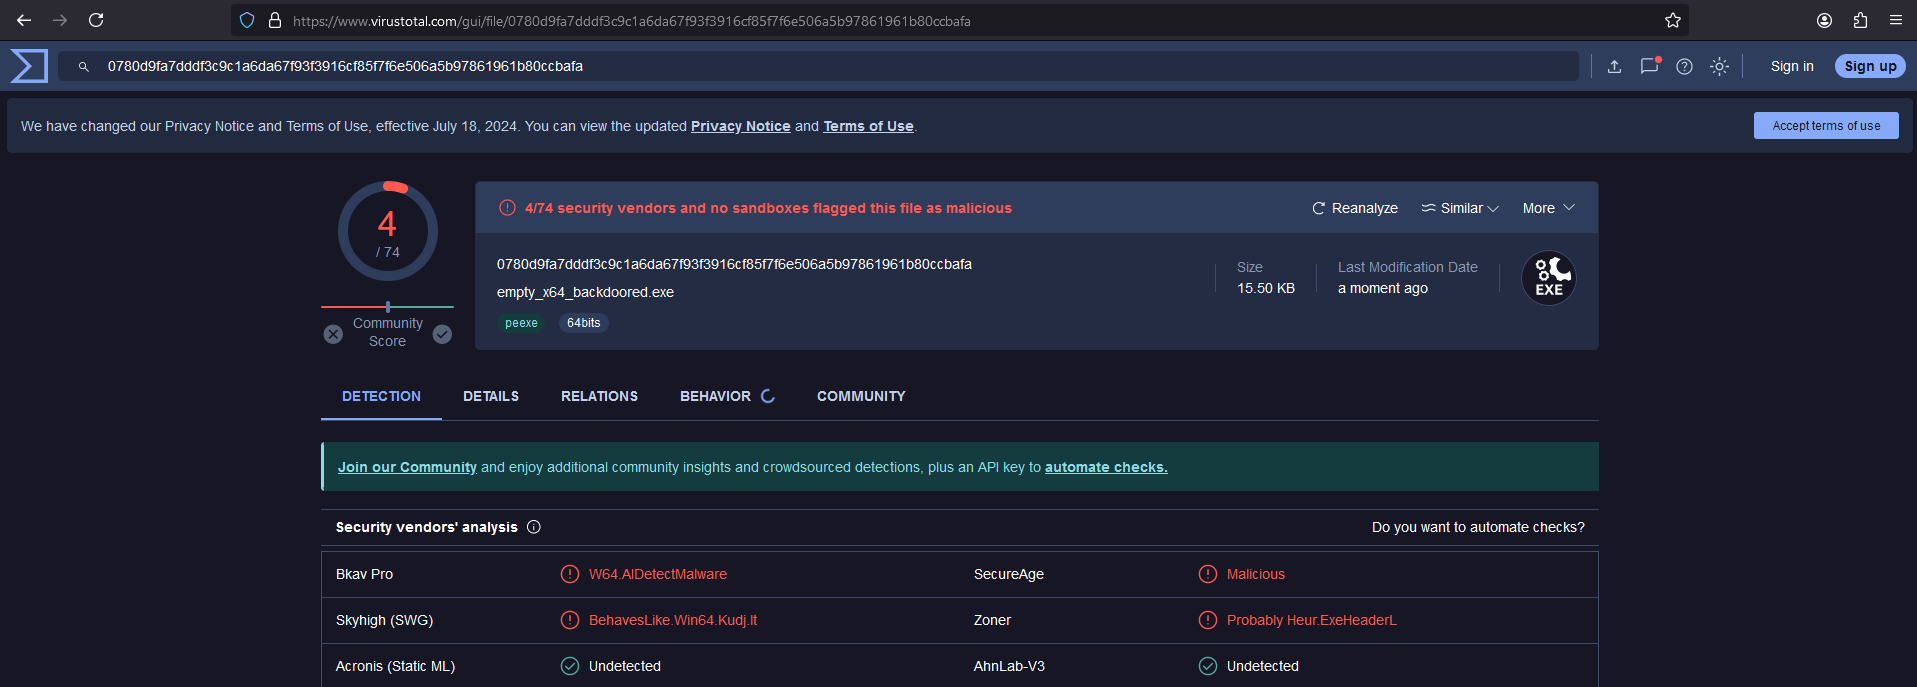 https://www.virustotal.com/gui/file/0780d9fa7dddf3c9c1a6da67f93f3916cf85f7f6e506a5b97861961b80ccbafa
0780d9fa7dddf3c9c1a6da67f93f3916cf85f7f6e506a5b97861961b80ccbafa
Sign in
Sign up
We have changed our Privacy Notice and Terms of Use, effective July 18, 2024. You can view the updated Privacy Notice and Terms of Use.
Accept terms of use
4
/ 74
Community
Score
4/74 security vendors and no sandboxes flagged this file as malicious
Reanalyze
Similar
More
0780d9fa7dddf3c9c1a6da67f93f3916cf85f7f6e506a5b97861961b80ccbafa
empty_x64_backdoored.exe
peexe
64bits
Size
15.50 KB
Last Modification Date
a moment ago
EXE
DETECTION
DETAILS
RELATIONS
BEHAVIOR
COMMUNITY
Join our Community and enjoy additional community insights and crowdsourced detections, plus an API key to automate checks.
Security vendors' analysis
Do you want to automate checks?
Bkav Pro
W64.AIDetectMalware
SecureAge
Malicious
Skyhigh (SWG)
BehavesLike.Win64.Kudj.lt
Zoner
Probably Heur.ExeHeaderL
Acronis (Static ML)
Undetected
AhnLab-V3
Undetected